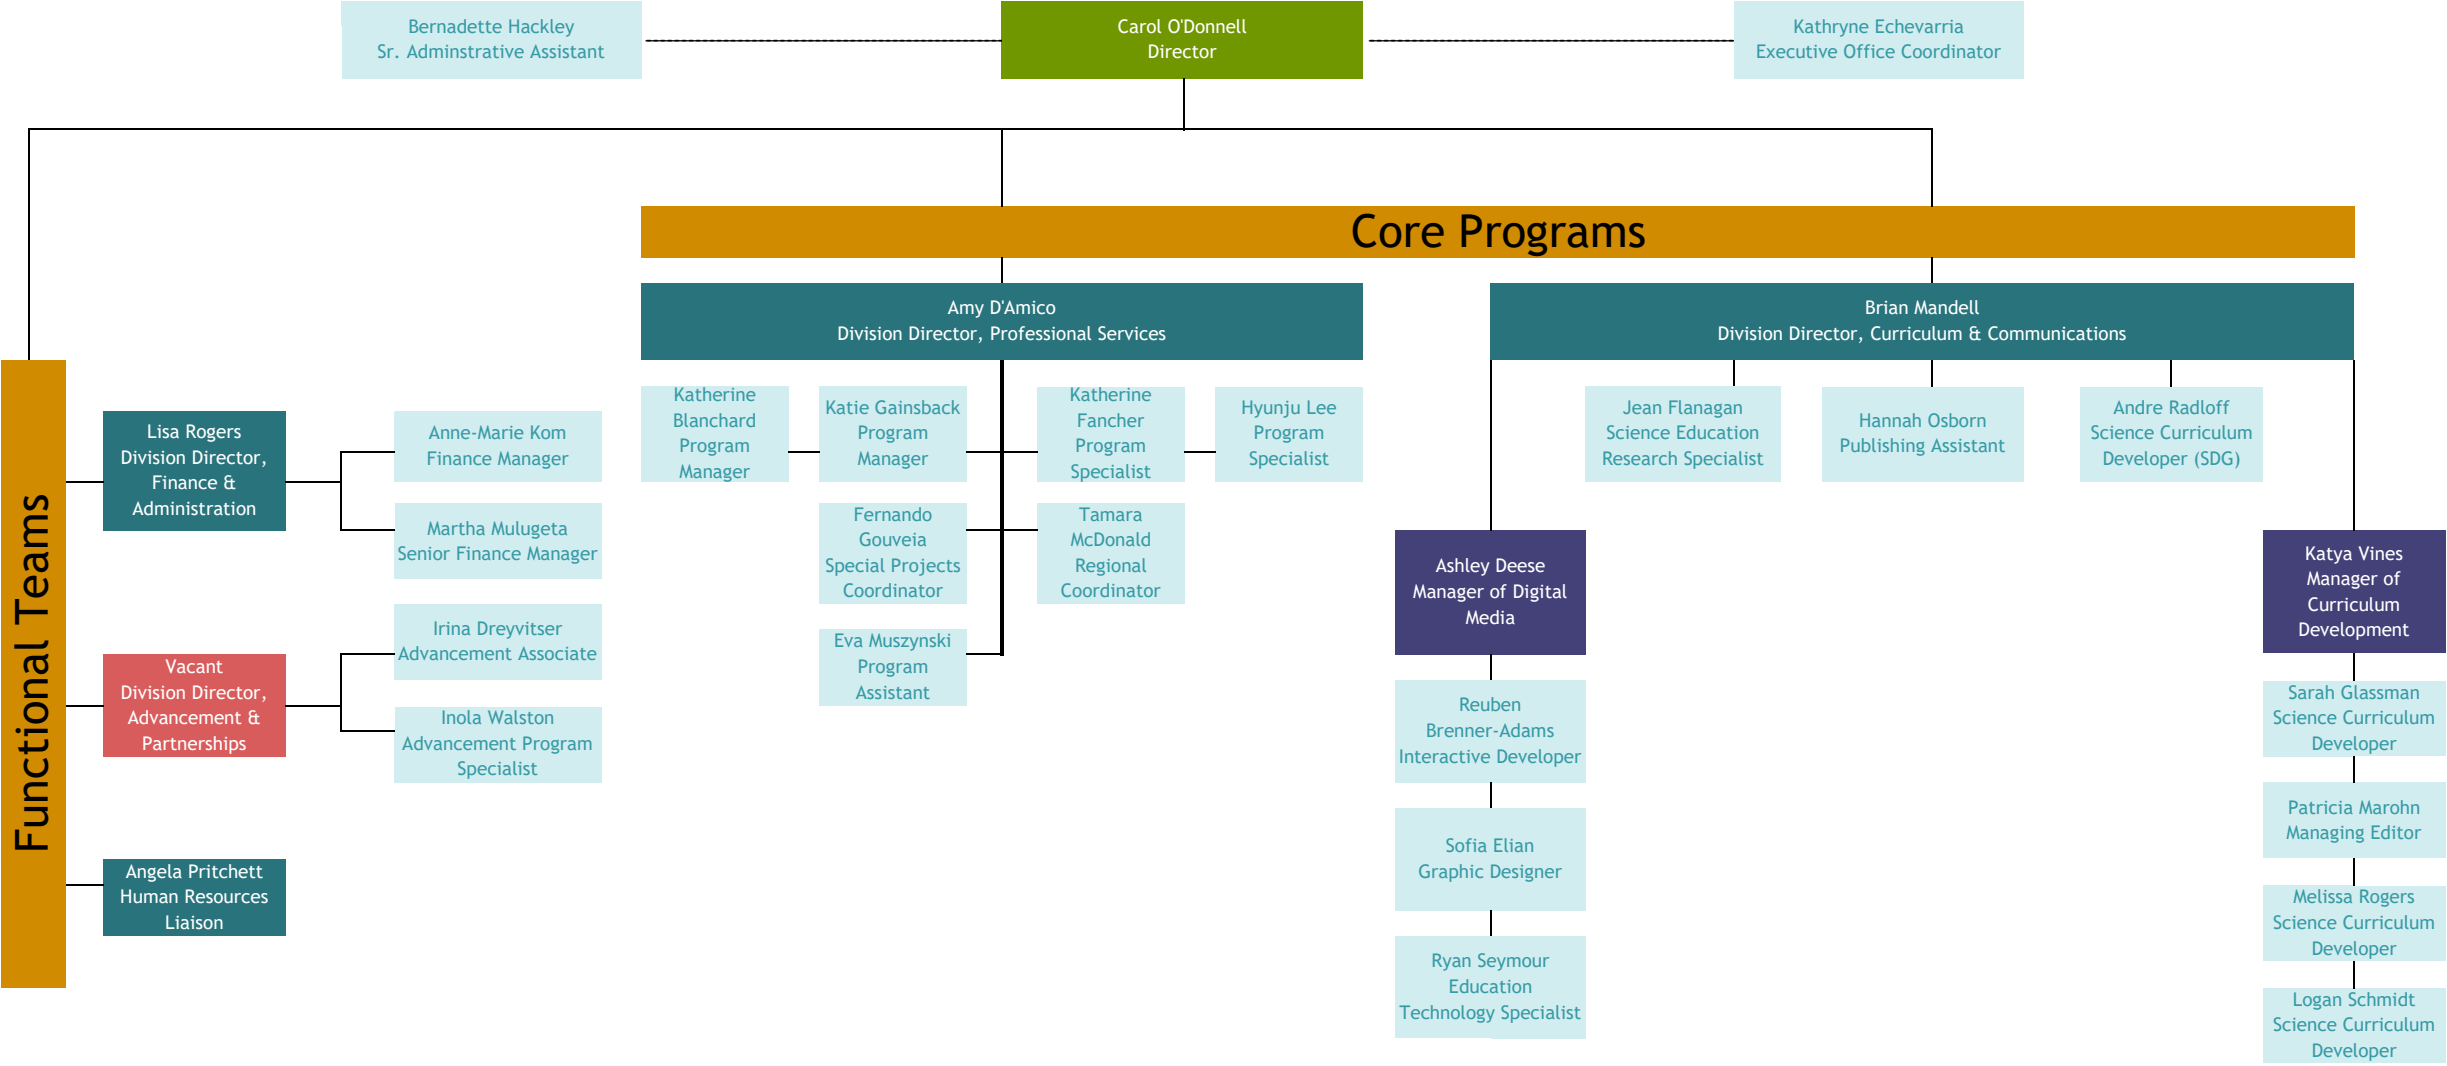 Bernadette Hackley
Sr. Adminstrative Assistant
Carol O'Donnell
Director
Kathryne Echevarria
Executive Office Coordinator
Core Programs
Amy D'Amico
Division Director, Professional Services
Brian Mandell
Division Director, Curriculum & Communications
Functional Teams
Lisa Rogers
Division Director,
Finance &
Administration
Anne-Marie Kom
Finance Manager
Martha Mulugeta
Senior Finance Manager
Vacant
Division Director,
Advancement &
Partnerships
Irina Dreyvitser
Advancement Associate
Inola Walston
Advancement Program
Specialist
Angela Pritchett
Human Resources
Liaison
Katherine
Blanchard
Program
Manager
Katie Gainsback
Program
Manager
Katherine
Fancher
Program
Specialist
Hyunju Lee
Program
Specialist
Fernando
Gouveia
Special Projects
Coordinator
Tamara
McDonald
Regional
Coordinator
Eva Muszynski
Program
Assistant
Jean Flanagan
Science Education
Research Specialist
Hannah Osborn
Publishing Assistant
Andre Radloff
Science Curriculum
Developer (SDG)
Ashley Deese
Manager of Digital
Media
Reuben
Brenner-Adams
Interactive Developer
Sofia Elian
Graphic Designer
Ryan Seymour
Education
Technology Specialist
Katya Vines
Manager of
Curriculum
Development
Sarah Glassman
Science Curriculum
Developer
Patricia Marohn
Managing Editor
Melissa Rogers
Science Curriculum
Developer
Logan Schmidt
Science Curriculum
Developer